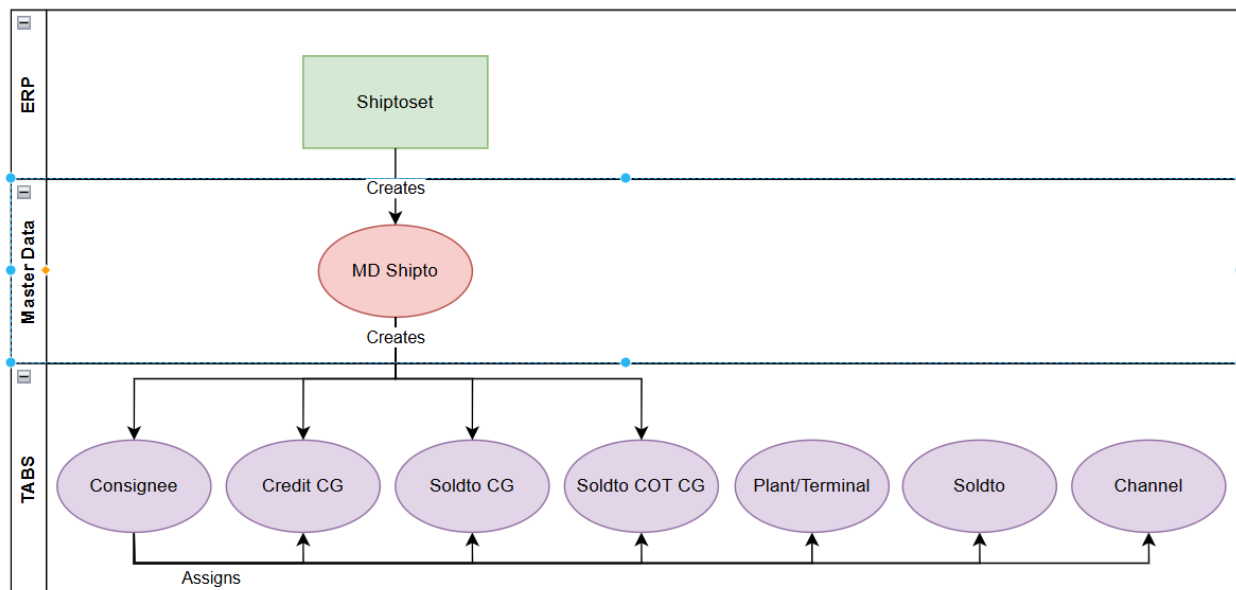 ERP
Shiptoset
Creates
Master Data
MD Shipto
Creates
TABS
Consignee
Credit CG
Soldto CG
Soldto COT CG
Plant/Terminal
Soldto
Channel
Assigns